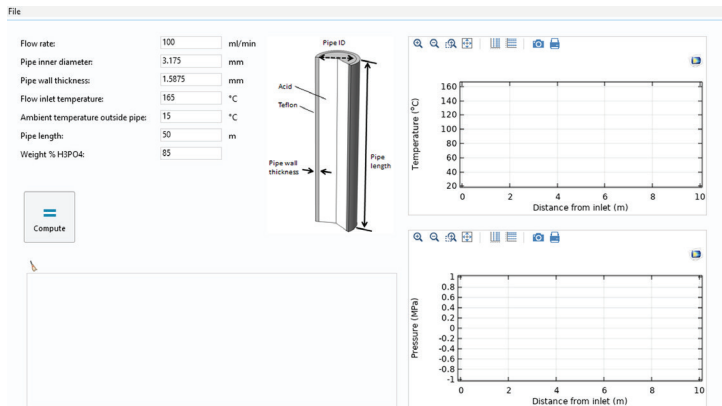 File
Flow rate: 100 ml/min
Pipe inner diameter: 3.175 mm
Pipe wall thickness: 1.5875 mm
Flow inlet temperature: 165 °C
Ambient temperature outside pipe: 15 °C
Pipe length: 50 m
Weight % H3PO4: 85
=
Compute
Pipe ID
Acid
Teflon
Pipe wall
thickness
Pipe
length
Temperature (°C)
160
140
120
100
80
60
40
20
0 2 4 6 8 10
Distance from inlet (m)
Pressure (MPa)
1
0.8
0.6
0.4
0.2
0
-0.2
-0.4
-0.6
-0.8
-1
0 2 4 6 8 10
Distance from inlet (m)